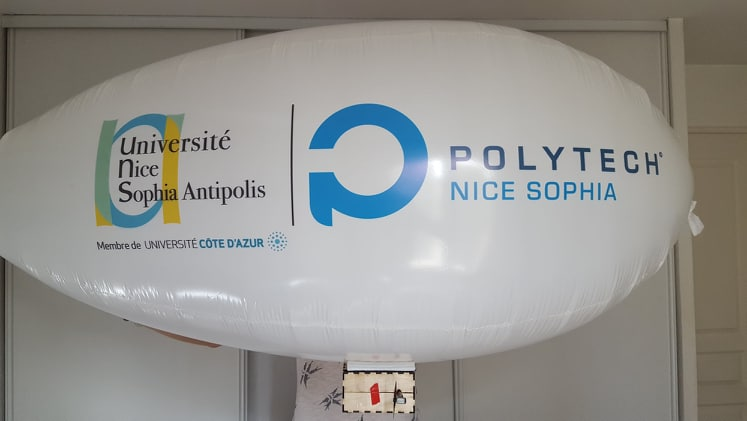 Université
Nice
Sophia Antipolis
Membre de UNIVERSITÉ CÔTE D'AZUR
POLYTECH
NICE SOPHIA